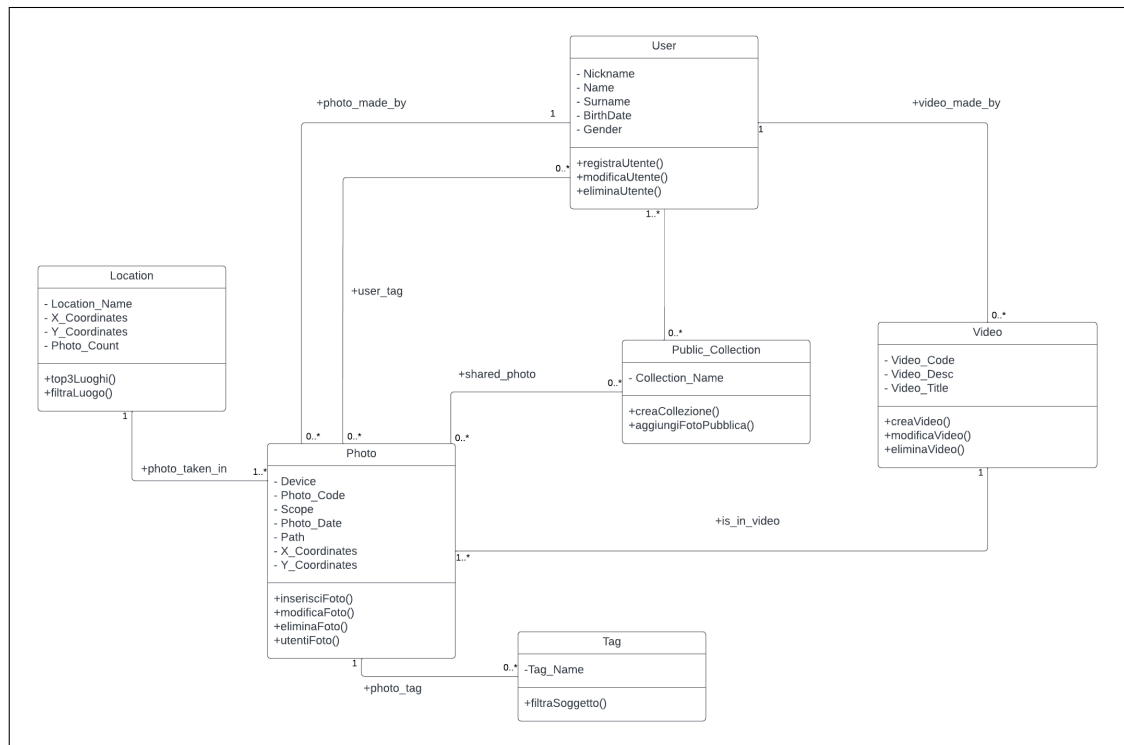 User
- Nickname
- Name
- Surname
- BirthDate
- Gender
+registraUtente()
+modificaUtente()
+eliminaUtente()
+photo_made_by
1
+video_made_by
1
0..*
1..*
+user_tag
Location
- Location_Name
- X_Coordinates
- Y_Coordinates
- Photo_Count
+top3Luoghi()
+filtraLuogo()
1
0..*
Public_Collection
- Collection_Name
+creaCollezione()
+aggiungiFotoPubblica()
0..*
Video
- Video_Code
- Video_Desc
- Video_Title
+creaVideo()
+modificaVideo()
+eliminaVideo()
1
+shared_photo
0..*
0..*
0..*
0..*
+photo_taken_in
1..*
Photo
- Device
- Photo_Code
- Scope
- Photo_Date
- Path
- X_Coordinates
- Y_Coordinates
+inserisciFoto()
+modificaFoto()
+eliminaFoto()
+utentiFoto()
+is_in_video
1..*
1
+photo_tag
0..*
Tag
-Tag_Name
+filtraSoggetto()